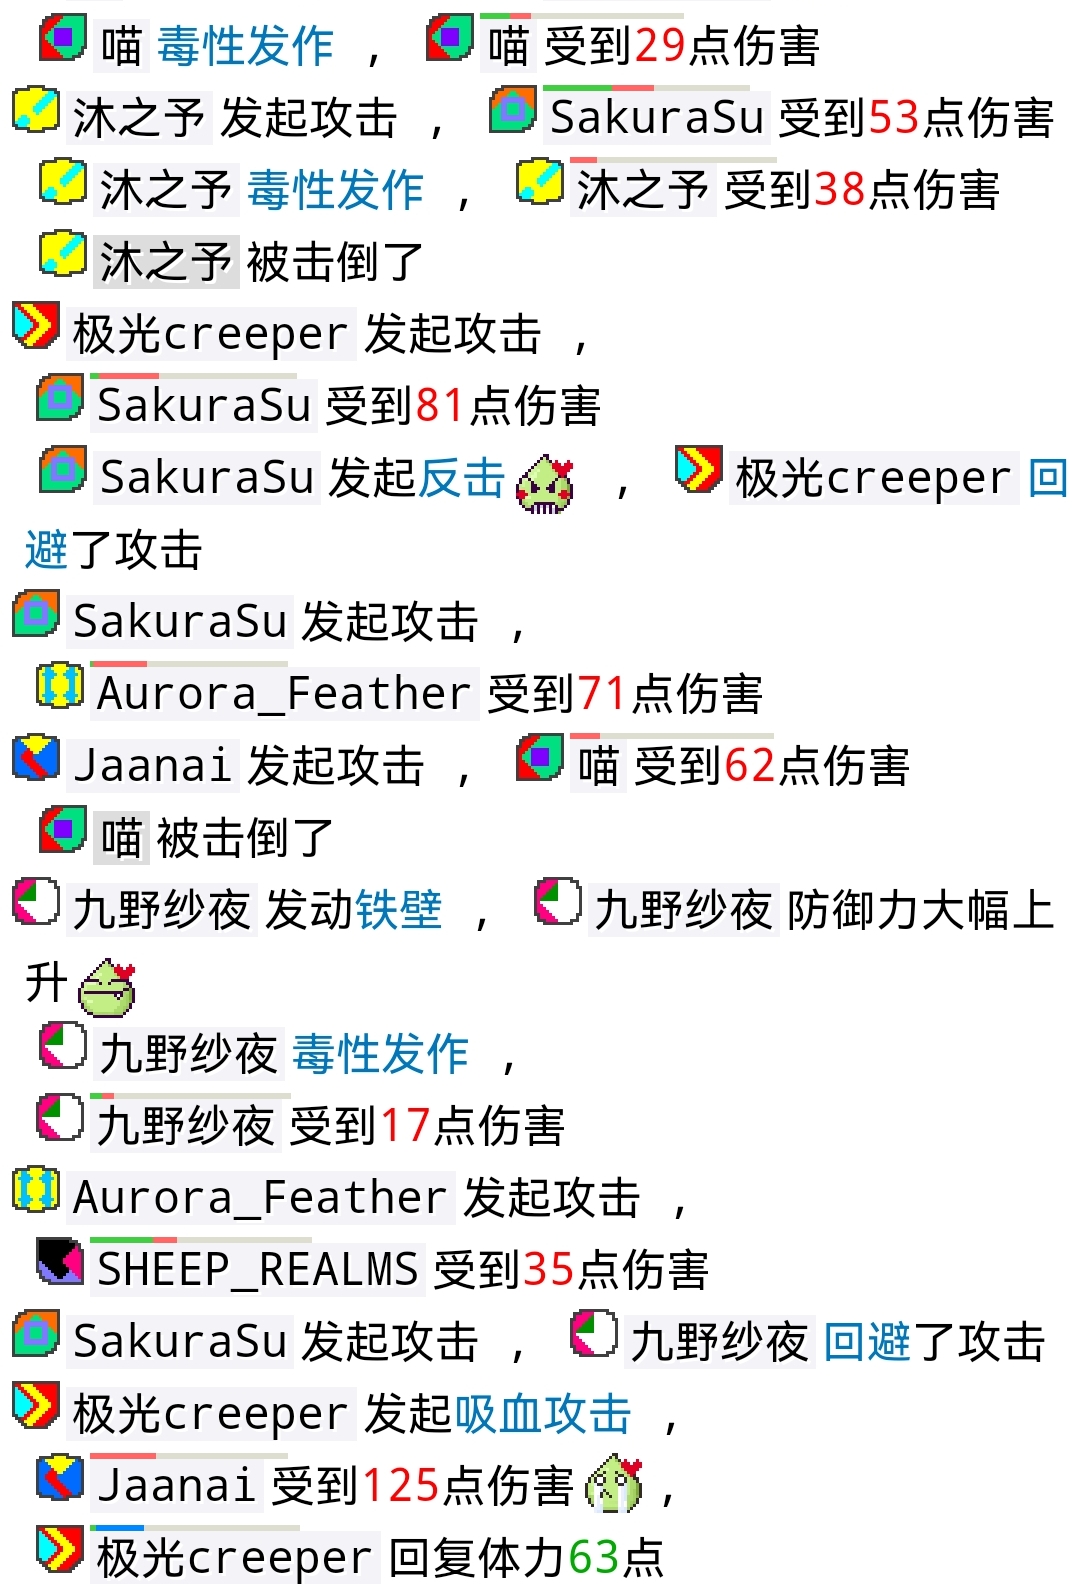 喵 毒性发作 , 喵 受到29点伤害
沐之予 发起攻击 , SakuraSu 受到53点伤害
沐之予 毒性发作 , 沐之予 受到38点伤害
沐之予 被击倒了
极光creeper 发起攻击 ,
SakuraSu 受到81点伤害
SakuraSu 发起反击 , 极光creeper 回
避了攻击
SakuraSu 发起攻击 ,
Aurora_Feather 受到71点伤害
Jaanai 发起攻击 , 喵 受到62点伤害
喵 被击倒了
九野纱夜 发动铁壁 , 九野纱夜 防御力大幅上
升
九野纱夜 毒性发作 ,
九野纱夜 受到17点伤害
Aurora_Feather 发起攻击 ,
SHEEP_REALMS 受到35点伤害
SakuraSu 发起攻击 , 九野纱夜 回避了攻击
极光creeper 发起吸血攻击 ,
Jaanai 受到125点伤害 ,
极光creeper 回复体力63点